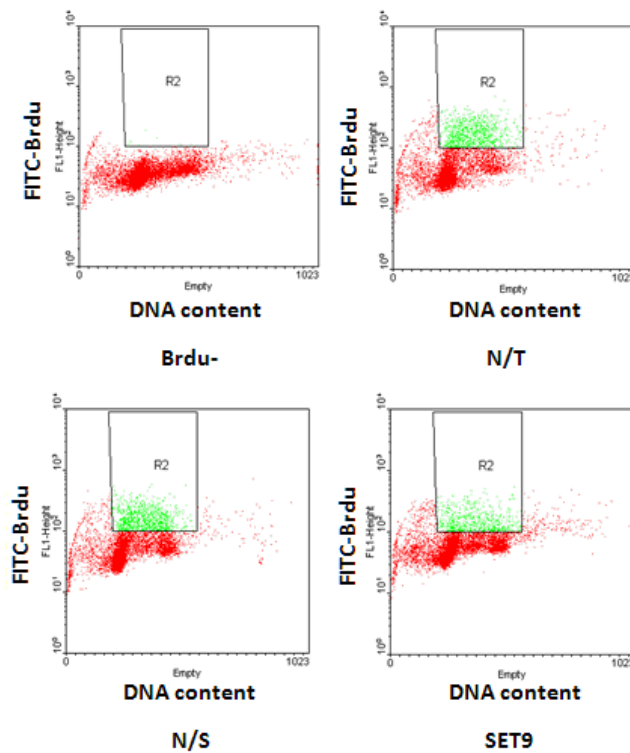 10⁴ 10³ 10² 10¹ 10⁰
FITC-Brdu
FL1-Height
R2
0 1023
Empty
DNA content
Brdu-
10⁴ 10³ 10² 10¹ 10⁰
FITC-Brdu
FL1-Height
R2
0 1023
Empty
DNA content
N/T
10⁴ 10³ 10² 10¹ 10⁰
FITC-Brdu
FL1-Height
R2
0 1023
Empty
DNA content
N/S
10⁴ 10³ 10² 10¹ 10⁰
FITC-Brdu
FL1-Height
R2
0 1023
Empty
DNA content
SET9